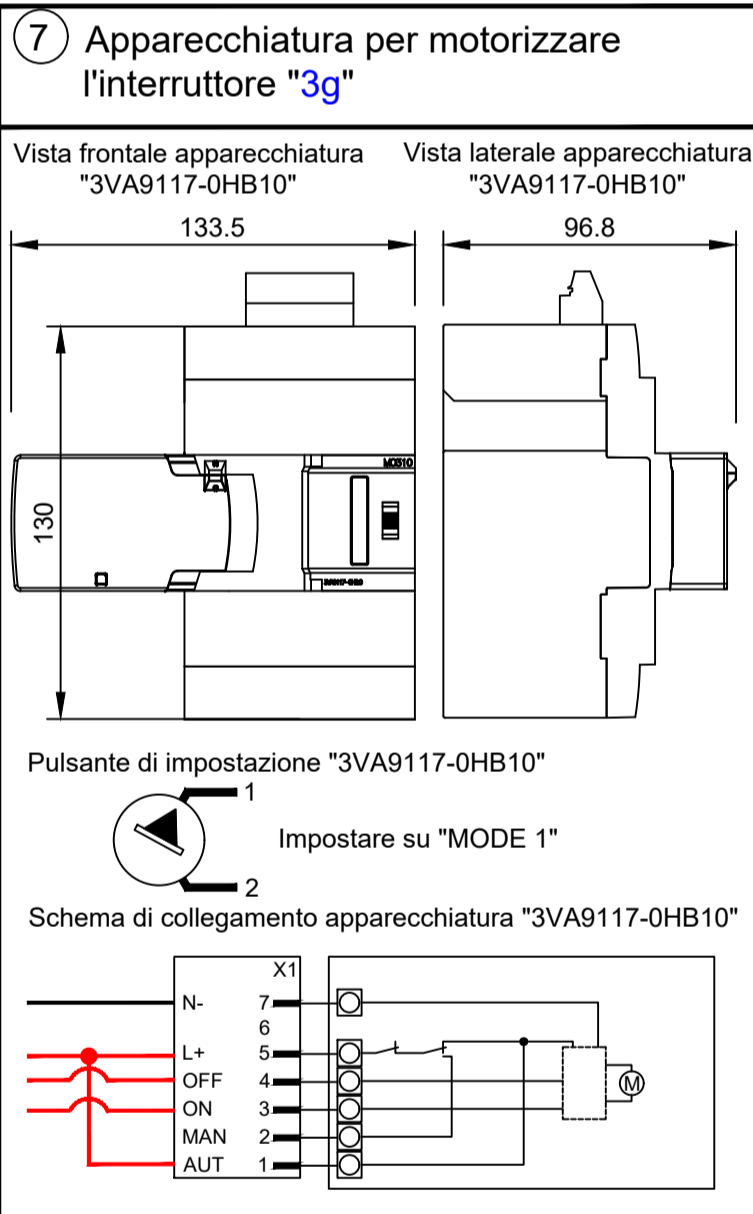 7 Apparecchiatura per motorizzare
l'interruttore "3g"
Vista frontale apparecchiatura
"3VA9117-0HB10"
Vista laterale apparecchiatura
"3VA9117-0HB10"
133.5
96.8
130
MO310
Pulsante di impostazione "3VA9117-0HB10"
1
Impostare su "MODE 1"
2
Schema di collegamento apparecchiatura "3VA9117-0HB10"
X1
N- 7
6
L+ 5
OFF 4
ON 3
MAN 2
AUT 1
M